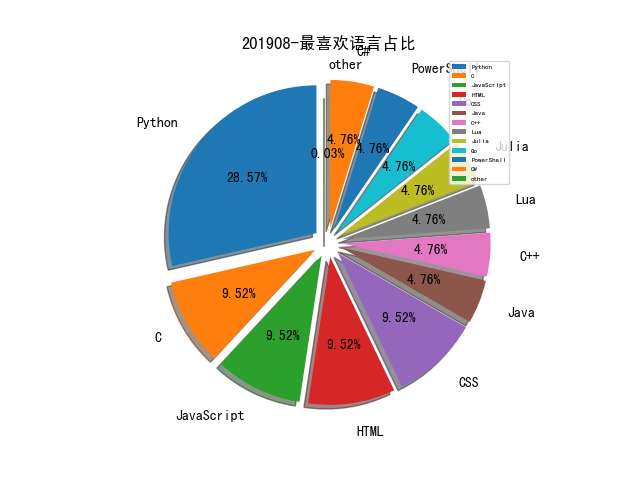 201908-最喜欢语言占比
C#
other
PowerShell
Python
Julia
Lua
C++
Java
CSS
HTML
JavaScript
C
4.76%
0.03%
4.76%
4.76%
4.76%
4.76%
4.76%
4.76%
9.52%
9.52%
9.52%
9.52%
28.57%
Python
C
JavaScript
HTML
CSS
Java
C++
Lua
Julia
Go
PowerShell
C#
other